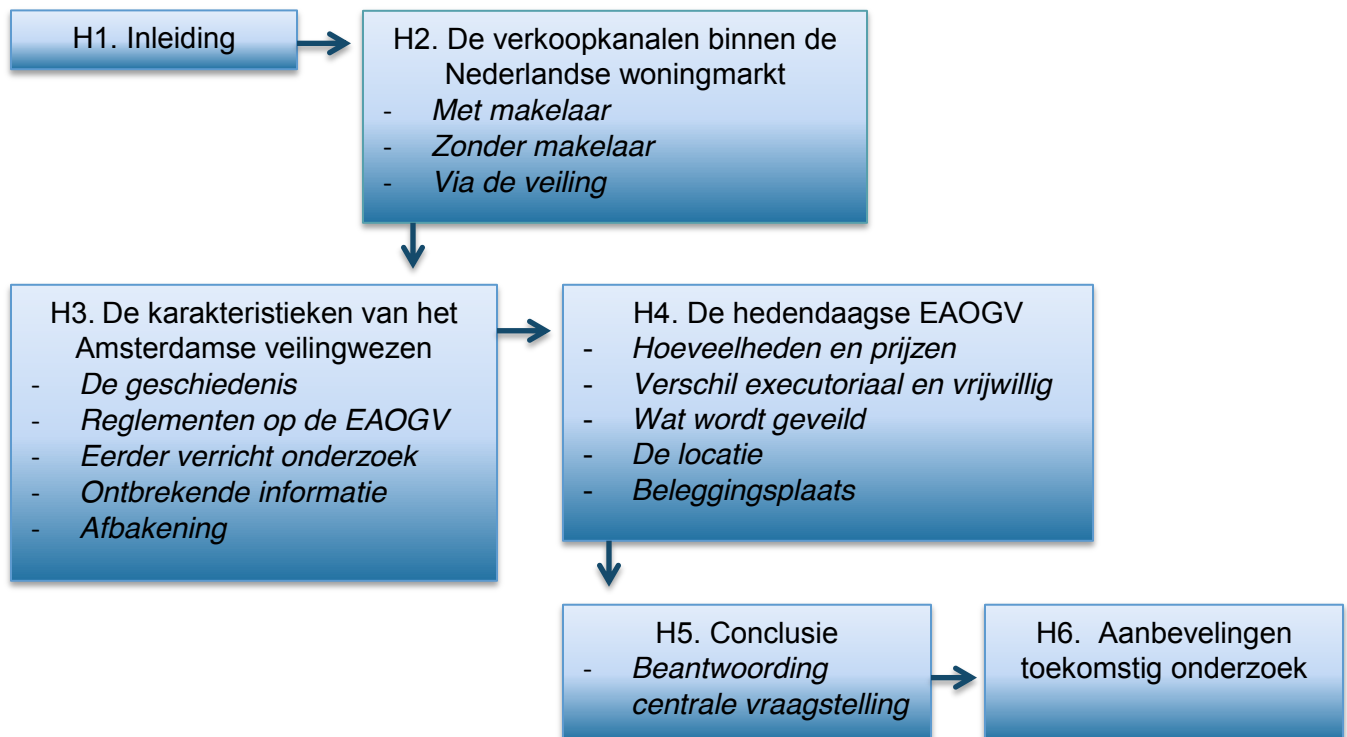 H1. Inleiding
H2. De verkoopkanalen binnen de
Nederlandse woningmarkt
- Met makelaar
- Zonder makelaar
- Via de veiling
H3. De karakteristieken van het
Amsterdamse veilingwezen
- De geschiedenis
- Reglementen op de EAOGV
- Eerder verricht onderzoek
- Ontbrekende informatie
- Afbakening
H4. De hedendaagse EAOGV
- Hoeveelheden en prijzen
- Verschil executoriaal en vrijwillig
- Wat wordt geveild
- De locatie
- Beleggingsplaats
H5. Conclusie
- Beantwoording
centrale vraagstelling
H6. Aanbevelingen
toekomstig onderzoek